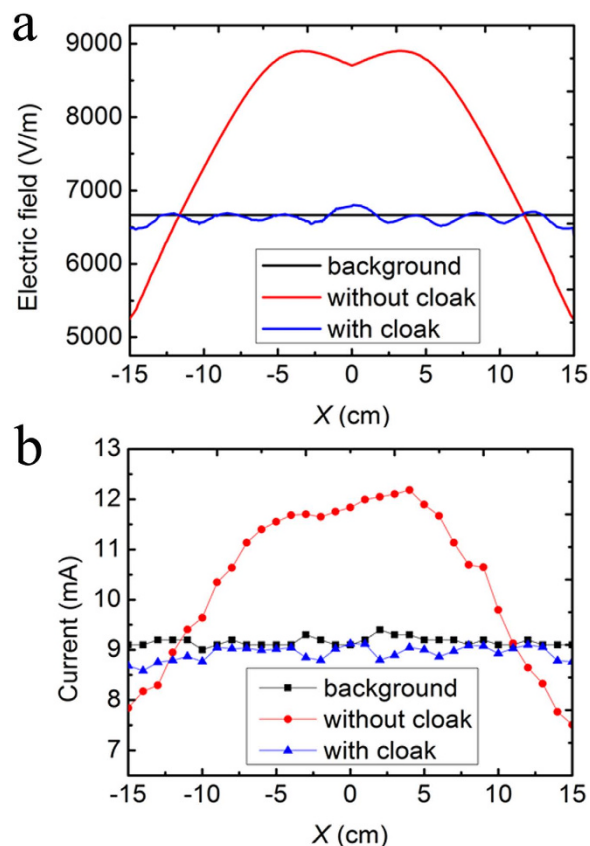 a
Electric field (V/m)
9000
8000
7000
6000
5000
background
without cloak
with cloak
-15 -10 -5 0 5 10 15
X (cm)
b
Current (mA)
13
12
11
10
9
8
7
background
without cloak
with cloak
-15 -10 -5 0 5 10 15
X (cm)